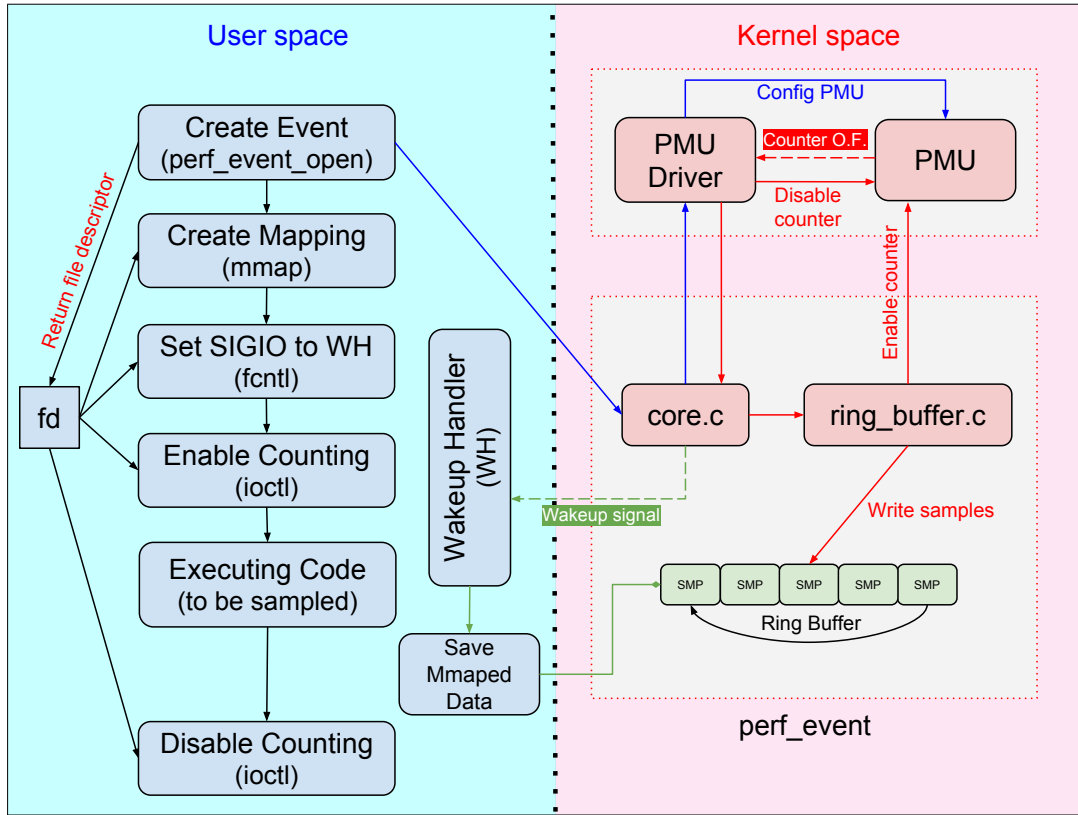 User space
Kernel space
Create Event
(perf_event_open)
Return file descriptor
Create Mapping
(mmap)
Set SIGIO to WH
(fcntl)
fd
Enable Counting
(ioctl)
Executing Code
(to be sampled)
Disable Counting
(ioctl)
Wakeup Handler
(WH)
Save
Mmaped
Data
Config PMU
PMU
Driver
Counter O.F.
PMU
Disable
counter
Enable counter
core.c
ring_buffer.c
Wakeup signal
Write samples
SMP SMP SMP SMP SMP
Ring Buffer
perf_event